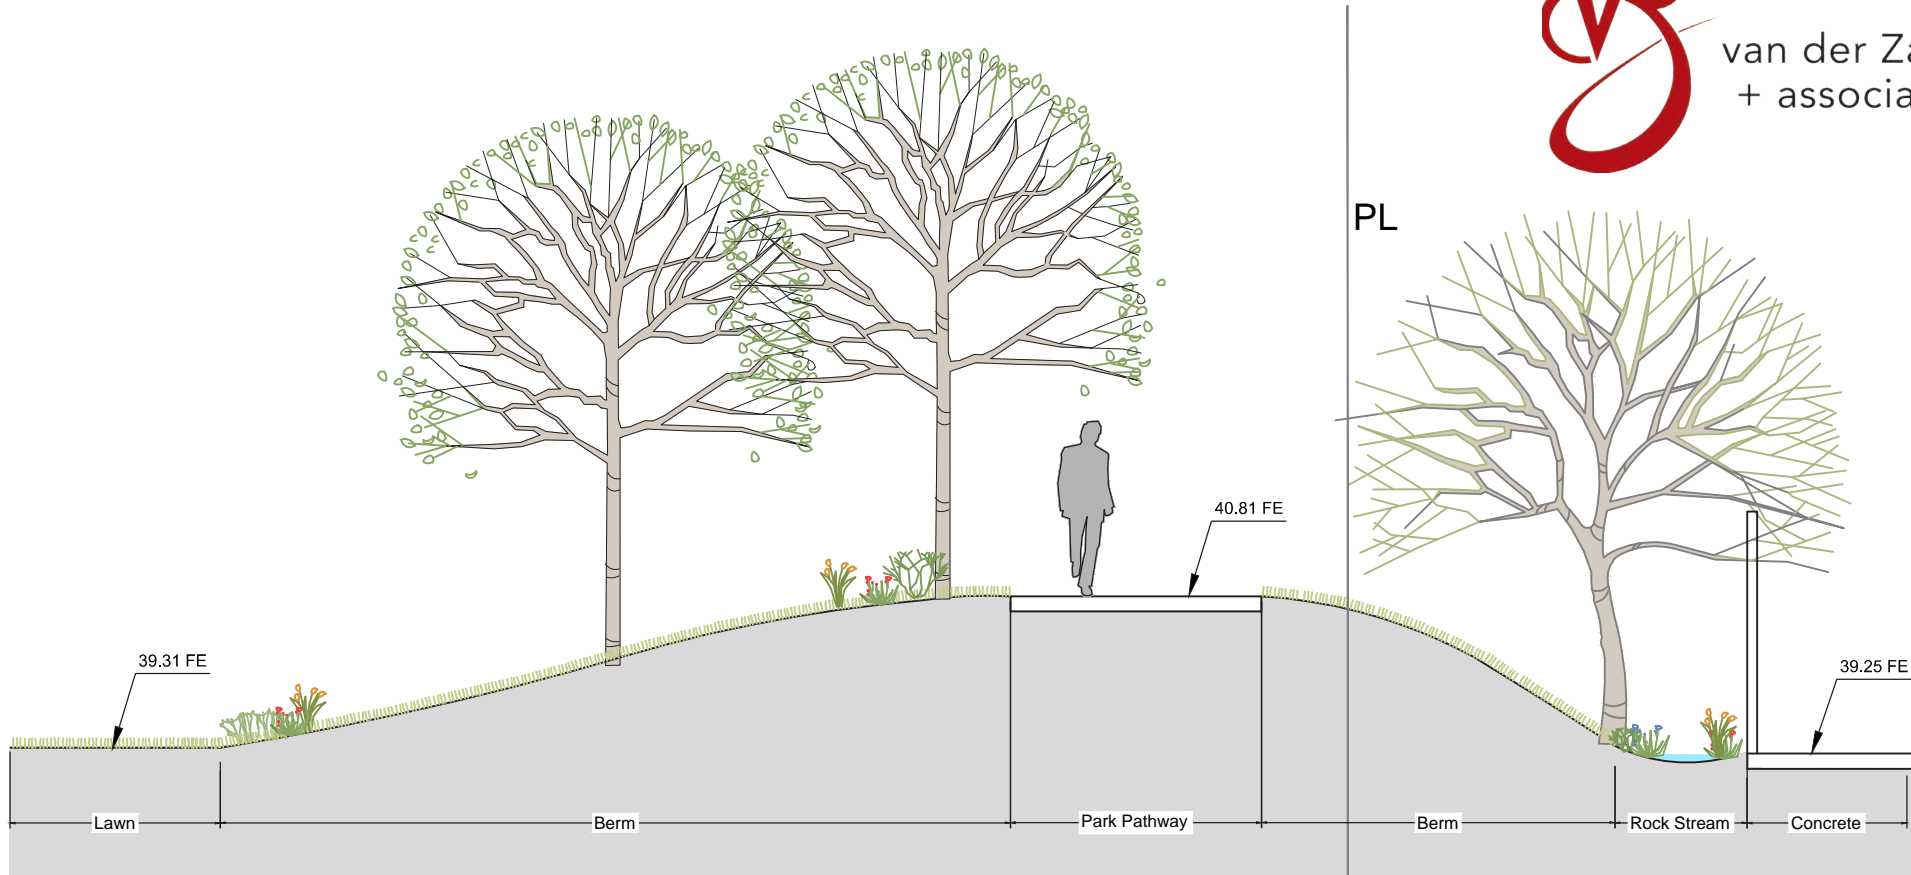 van der Za
+ associa
PL
40.81 FE
39.31 FE
39.25 FE
Lawn
Berm
Park Pathway
Berm
Rock Stream
Concrete